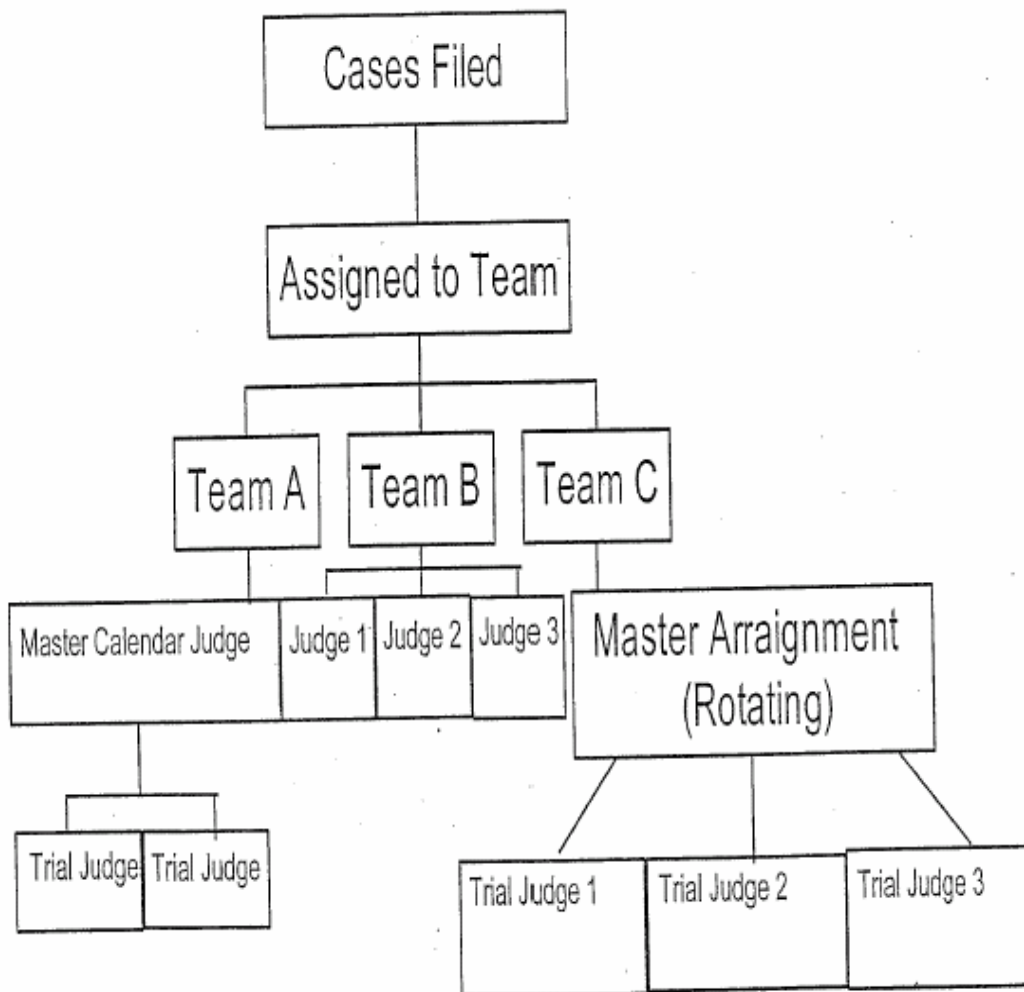 Cases Filed
Assigned to Team
Team A
Team B
Team C
Master Calendar Judge
Judge 1
Judge 2
Judge 3
Master Arraignment
(Rotating)
Trial Judge
Trial Judge
Trial Judge 1
Trial Judge 2
Trial Judge 3